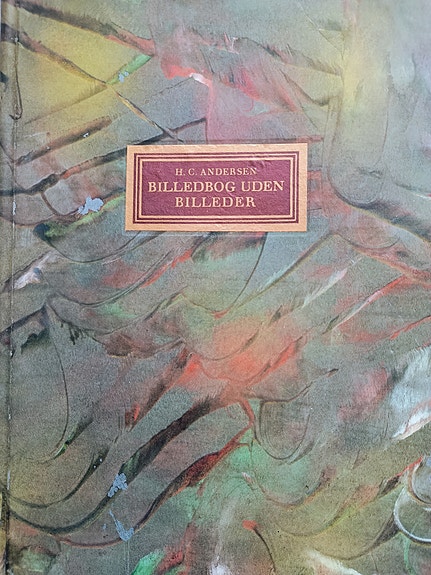 H. C. ANDERSEN
BILLEDBOG UDEN
BILLEDER